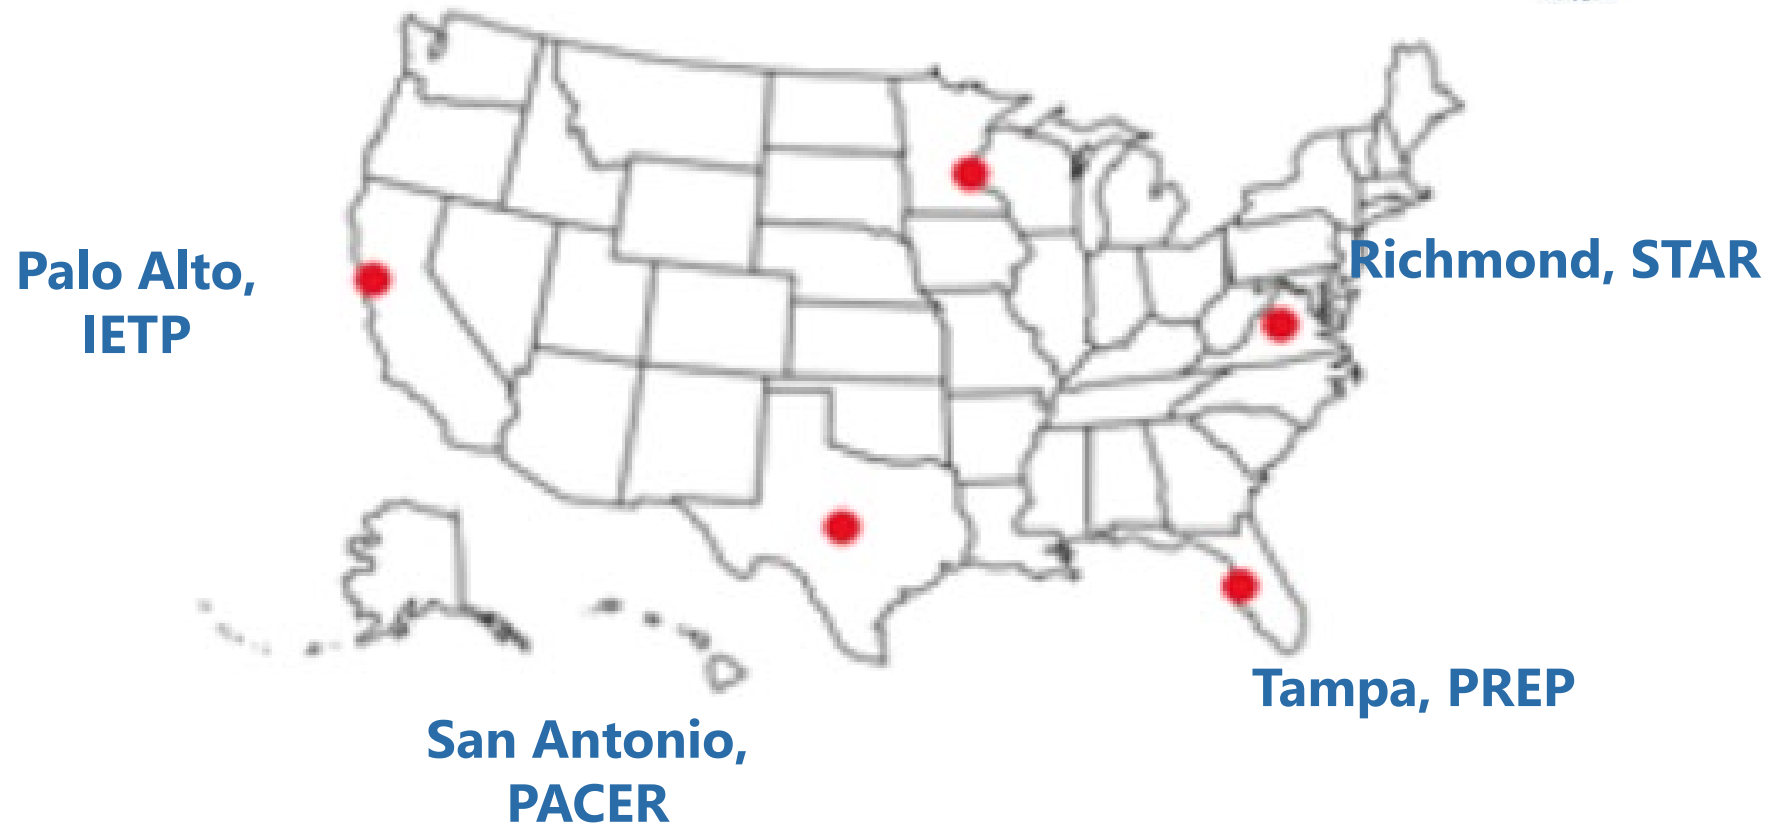 Palo Alto,
IETP
Richmond, STAR
Tampa, PREP
San Antonio,
PACER